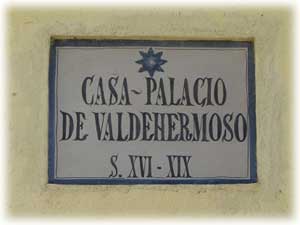 CASA~PALACIO
DE VALDEHERMOSO
S. XVI - XIX